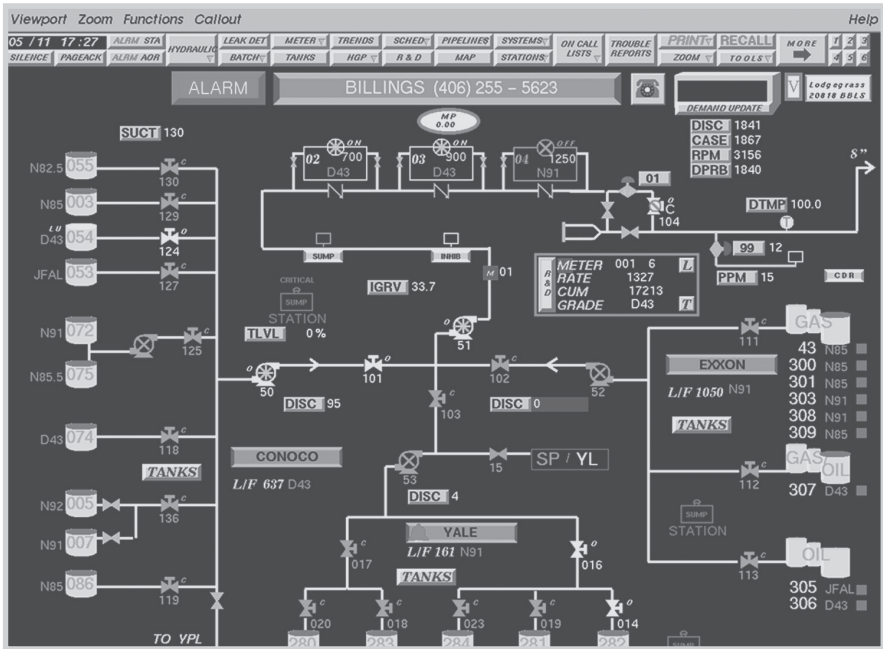 Viewport Zoom Functions Callout Help
05 / 11 17 : 27 ALRM STA HYDRAULIC LEAK DET METER TRENDS SCHED PIPELINES SYSTEMS ON CALL LISTS TROUBLE REPORTS PRINT RECALL MORE 1 2 3
SILENCE PAGEACK ALRM AOR BATCH TANKS HGP R & D MAP STATIONS ZOOM TOOLS 4 5 6
ALARM BILLINGS (406) 255 – 5623 DEMAND UPDATE V Lodgegrass
20818 BBLS
MP
0.00
SUCT 130
DISC 1841
CASE 1867
RPM 3156
DPRB 1840
8"
02 ON 700 D43
03 ON 900 D43
04 OFF 1250 N91
01
O
C
104
DTMP 100.0
T
99 12
PPM 15
CDR
N82.5 055 130 C
N85 003 129 C
LU
D43 054 124 O
JFAL 053 127 C
N91 072
125 C
N85.5 075
D43 074 118 C
TANKS
N92 005 136 C
N91 007
N85 086 119 C
TO YPL
SUMP INHIB
M 01
CRITICAL
SUMP
STATION
IGRV 33.7
TLVL 0 %
R & D
METER 001 6 L
RATE 1327
CUM 17213
GRADE D43 T
O 50
101 O
O 51
102 C
52
DISC 95
DISC 0
103 C
CONOCO
L/F 637 D43
53
15
SP / YL
DISC 4
YALE
L/F 161 N91
TANKS
017 C
016 O
020 C
018 C
023 C
019 C
014 O
280 283 284 281 282
SUMP
EXXON
L/F 1050 N91
TANKS
111 C
GAS
43 N85
300 N85
301 N85
303 N91
308 N91
309 N85
112 C
GAS OIL
307 D43
SUMP
STATION
113 C
OIL
305 JFAL
306 D43